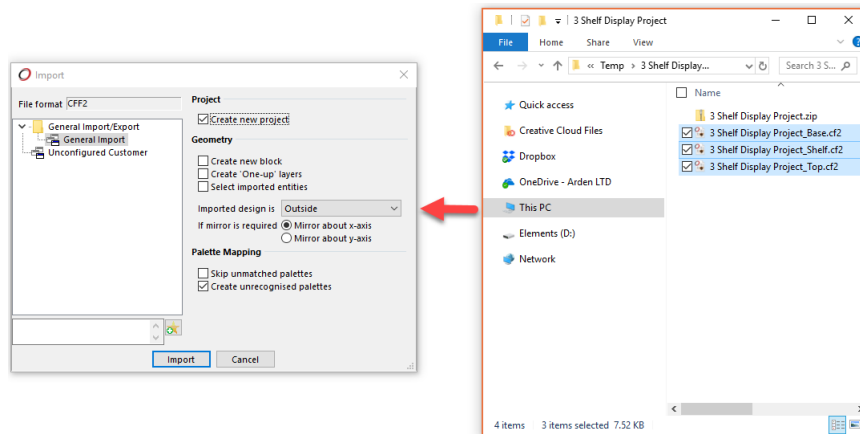 Import
File format CFF2
General Import/Export
General Import
Unconfigured Customer
Project
Create new project
Geometry
Create new block
Create 'One-up' layers
Select imported entities
Imported design is Outside
If mirror is required Mirror about x-axis
Mirror about y-axis
Palette Mapping
Skip unmatched palettes
Create unrecognised palettes
Import Cancel
3 Shelf Display Project
File Home Share View
« Temp › 3 Shelf Display... Search 3 S...
Quick access
Creative Cloud Files
Dropbox
OneDrive - Arden LTD
This PC
Elements (D:)
Network
Name
3 Shelf Display Project.zip
3 Shelf Display Project_Base.cf2
3 Shelf Display Project_Shelf.cf2
3 Shelf Display Project_Top.cf2
4 items 3 items selected 7.52 KB